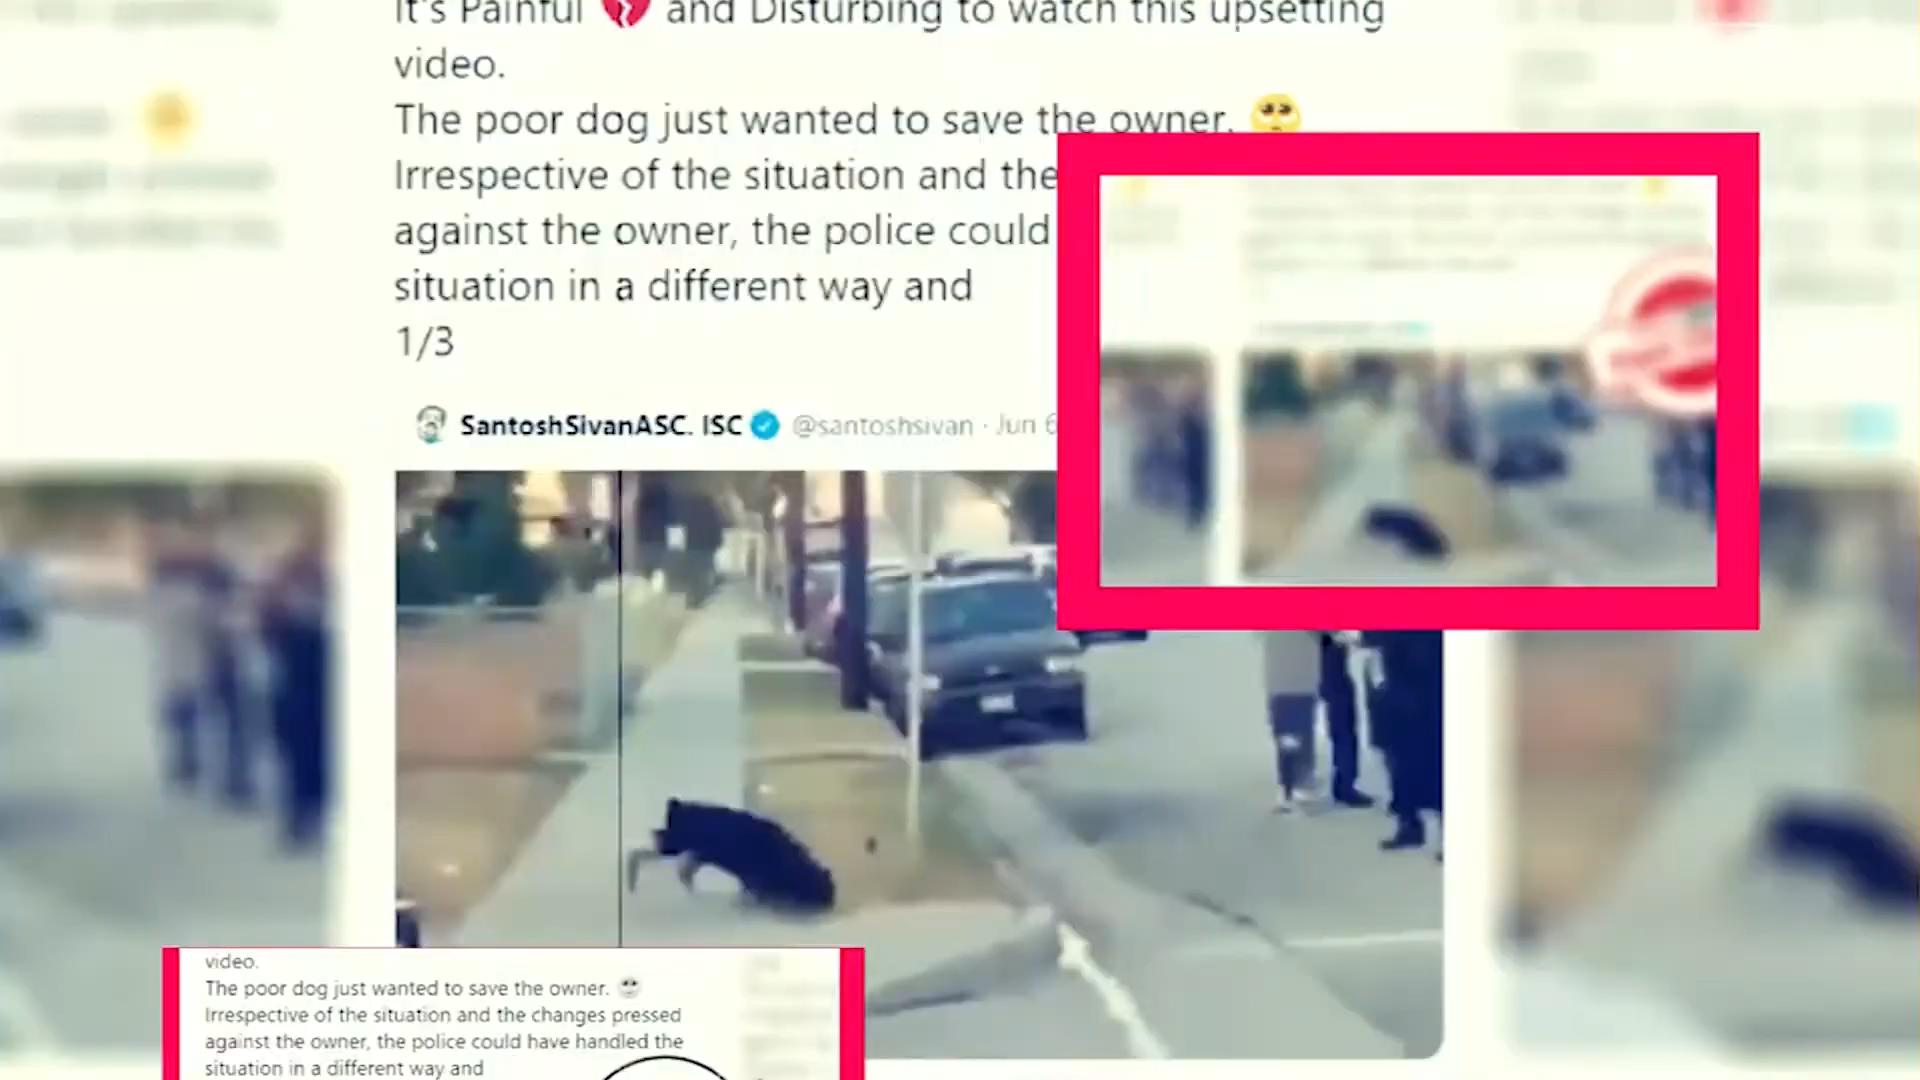 It's Painful 💔 and Disturbing to watch this upsetting
video.
The poor dog just wanted to save the owner. 🥺
Irrespective of the situation and the
against the owner, the police could
situation in a different way and
1/3
SantoshSivanASC. ISC @santoshsivan · Jun 6
video.
The poor dog just wanted to save the owner. 🥺
Irrespective of the situation and the changes pressed
against the owner, the police could have handled the
situation in a different way and